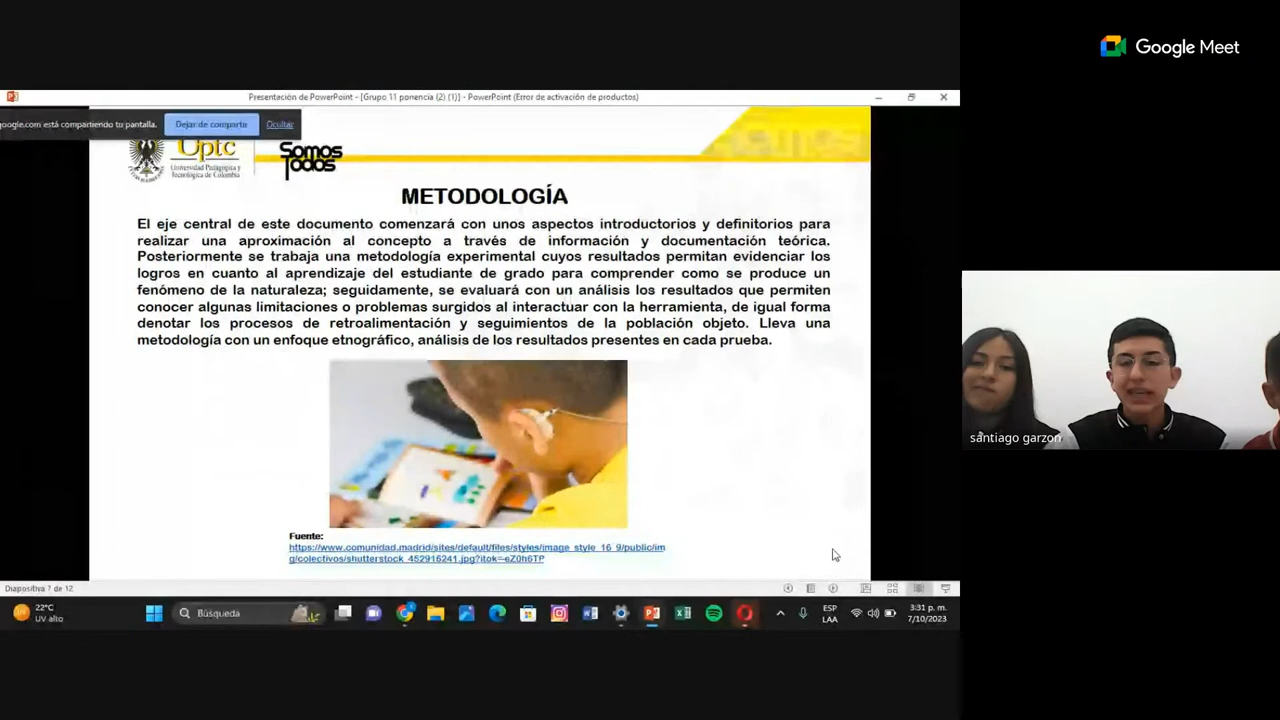 Google Meet
Presentación de PowerPoint - [Grupo 11 ponencia (2) (1)] - PowerPoint (Error de activación de productos)
google.com está compartiendo tu pantalla.
Dejar de compartir
Ocultar
Uptc
Universidad Pedagógica y
Tecnológica de Colombia
Somos
Todos
METODOLOGÍA
El eje central de este documento comenzará con unos aspectos introductorios y definitorios para
realizar una aproximación al concepto a través de información y documentación teórica.
Posteriormente se trabaja una metodología experimental cuyos resultados permitan evidenciar los
logros en cuanto al aprendizaje del estudiante de grado para comprender como se produce un
fenómeno de la naturaleza; seguidamente, se evaluará con un análisis los resultados que permiten
conocer algunas limitaciones o problemas surgidos al interactuar con la herramienta, de igual forma
denotar los procesos de retroalimentación y seguimientos de la población objeto. Lleva una
metodología con un enfoque etnográfico, análisis de los resultados presentes en cada prueba.
santiago garzon
Fuente:
https://www.comunidad.madrid/sites/default/files/styles/image_style_16_9/public/im
g/colectivos/shutterstock_452916241.jpg?itok=eZ0h6TP
Diapositiva 7 de 12
22°C
UV alto
Búsqueda
ESP
LAA
3:31 p. m.
7/10/2023